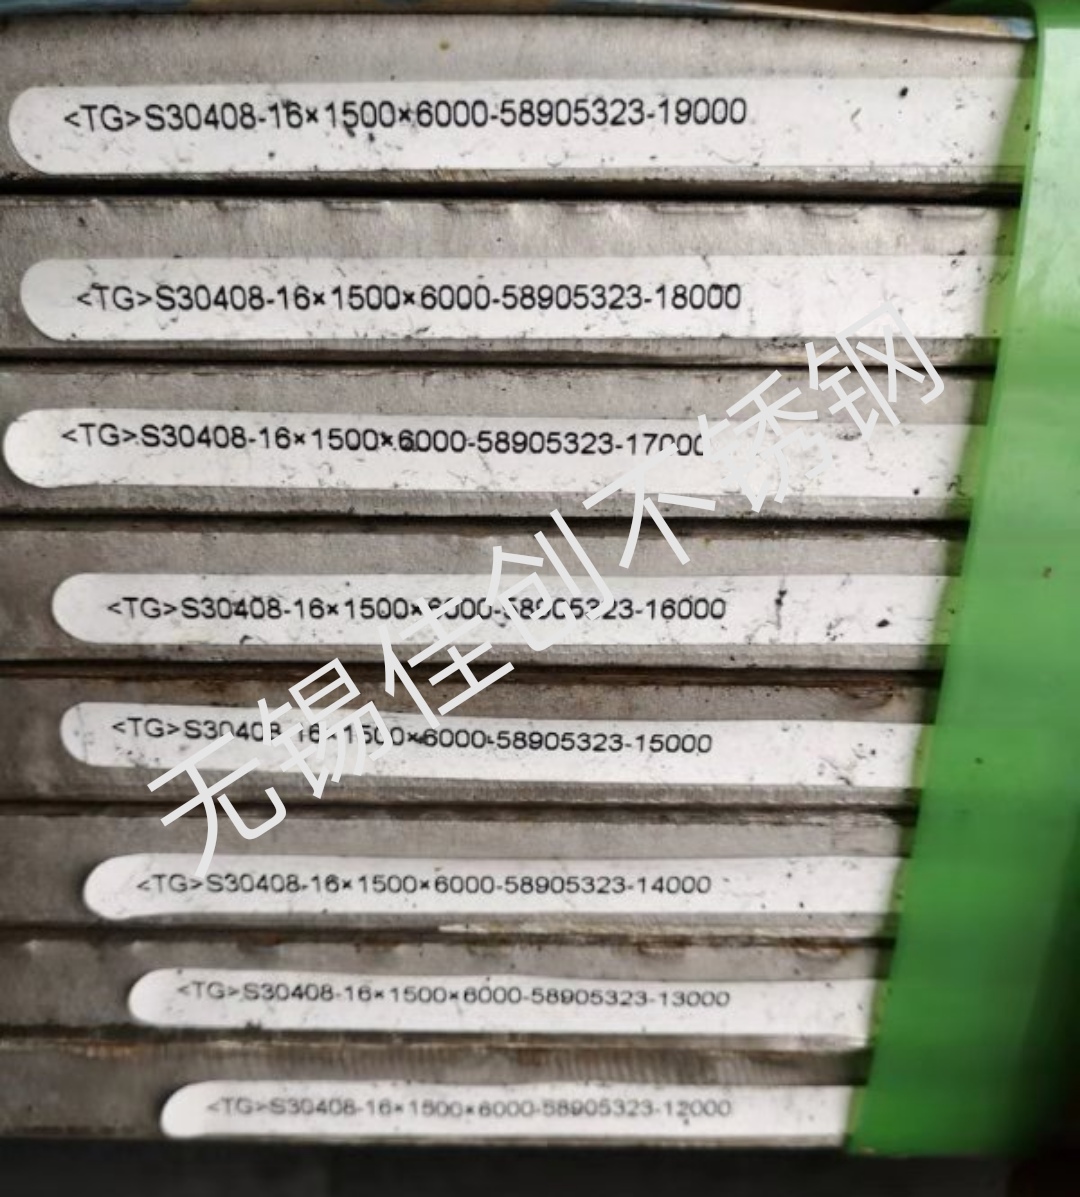 <TG>S30408-16×1500×6000-58905323-19000
<TG>S30408-16×1500×6000-58905323-18000
<TG>S30408-16×1500×6000-58905323-17000
<TG>S30408-16×1500×6000-58905323-16000
<TG>S30408-16×1500×6000-58905323-15000
<TG>S30408-16×1500×6000-58905323-14000
<TG>S30408-16×1500×6000-58905323-13000
<TG>S30408-16×1500×6000-58905323-12000
无锡佳创不锈钢